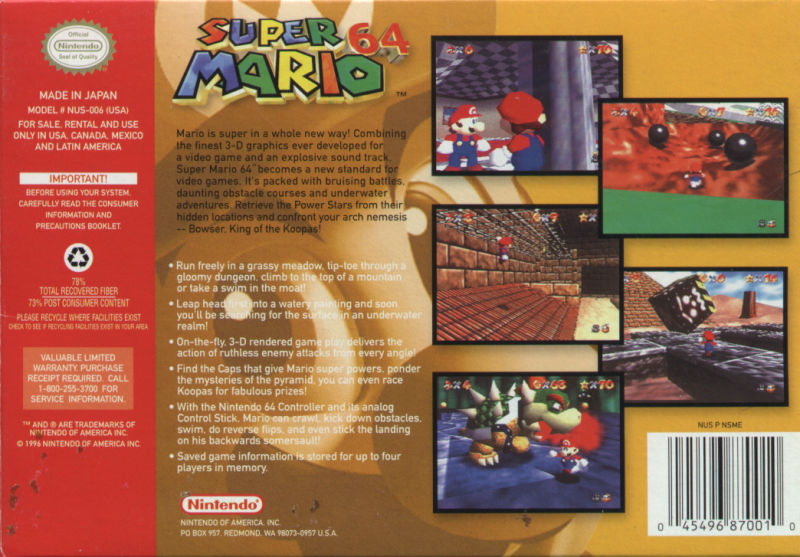 Official
Nintendo
Seal of Quality
MADE IN JAPAN
MODEL # NUS-006 (USA)
FOR SALE, RENTAL AND USE
ONLY IN USA, CANADA, MEXICO
AND LATIN AMERICA
IMPORTANT!
BEFORE USING YOUR SYSTEM,
CAREFULLY READ THE CONSUMER
INFORMATION AND
PRECAUTIONS BOOKLET.
78%
TOTAL RECOVERED FIBER
73% POST CONSUMER CONTENT
PLEASE RECYCLE WHERE FACILITIES EXIST
CHECK TO SEE IF RECYCLING FACILITIES EXIST IN YOUR AREA
VALUABLE LIMITED
WARRANTY. PURCHASE
RECEIPT REQUIRED. CALL
1-800-255-3700 FOR
SERVICE INFORMATION.
™ AND ® ARE TRADEMARKS OF
NINTENDO OF AMERICA INC.
© 1996 NINTENDO OF AMERICA INC.
SUPER
MARIO 64
™
Mario is super in a whole new way! Combining
the finest 3-D graphics ever developed for
a video game and an explosive sound track,
Super Mario 64™ becomes a new standard for
video games. It's packed with bruising battles,
daunting obstacle courses and underwater
adventures. Retrieve the Power Stars from their
hidden locations and confront your arch nemesis
-- Bowser, King of the Koopas!
• Run freely in a grassy meadow, tip-toe through a
gloomy dungeon, climb to the top of a mountain
or take a swim in the moat!
• Leap head first into a watery painting and soon
you'll be searching for the surface in an underwater
realm!
• On-the-fly, 3-D rendered game play delivers the
action of ruthless enemy attacks from every angle!
• Find the Caps that give Mario super powers, ponder
the mysteries of the pyramid, you can even race
Koopas for fabulous prizes!
• With the Nintendo 64 Controller and its analog
Control Stick, Mario can crawl, kick down obstacles,
swim, do reverse flips, and even stick the landing
on his backwards somersault!
• Saved game information is stored for up to four
players in memory.
Nintendo
NINTENDO OF AMERICA, INC.
PO BOX 957, REDMOND, WA 98073-0957 U.S.A.
×6 ×70
×4 ×63 ×70
NUS P NSME
0 45496 87001 0